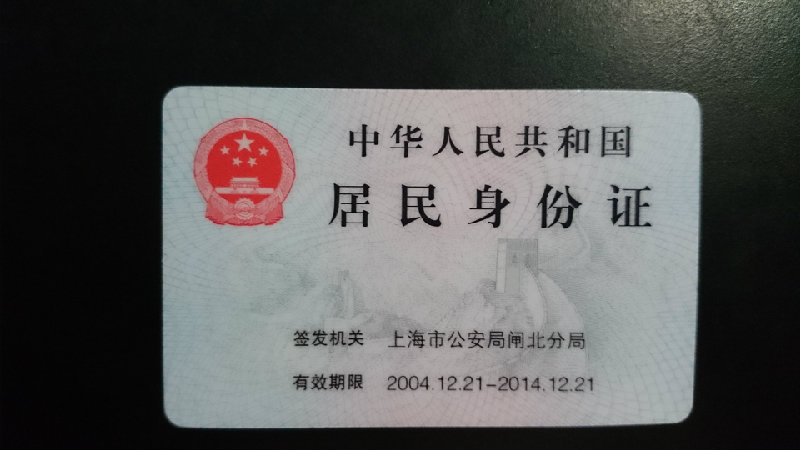 中华人民共和国
居民身份证
签发机关 上海市公安局闸北分局
有效期限 2004.12.21-2014.12.21